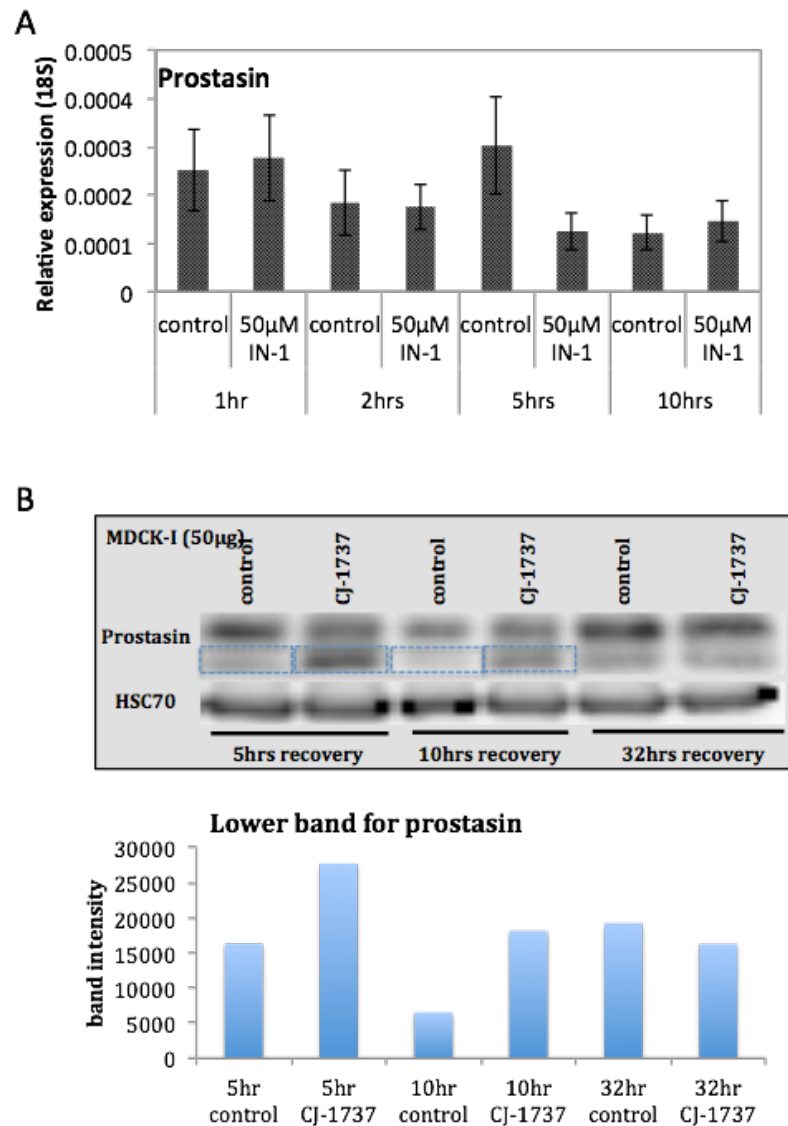 A
Prostasin
Relative expression (18S)
0.0005
0.0004
0.0003
0.0002
0.0001
0
control 50μM IN-1 control 50μM IN-1 control 50μM IN-1 control 50μM IN-1
1hr 2hrs 5hrs 10hrs
B
MDCK-I (50μg)
control CJ-1737 control CJ-1737 control CJ-1737
Prostasin
HSC70
5hrs recovery 10hrs recovery 32hrs recovery
Lower band for prostasin
band intensity
30000
25000
20000
15000
10000
5000
0
5hr 5hr 10hr 10hr 32hr 32hr
control CJ-1737 control CJ-1737 control CJ-1737